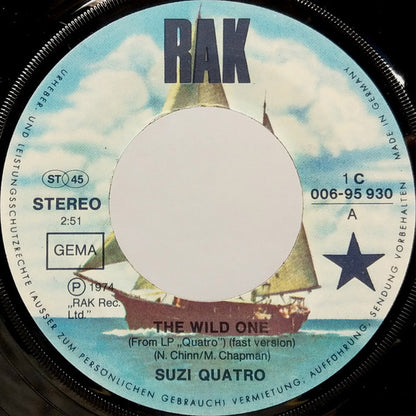 RAK
MADE IN GERMANY
URHEBER- UND LEISTUNGSSCHUTZRECHTE (AUSSER ZUM PERSÖNLICHEN GEBRAUCH) VERMIETUNG, AUFFÜHRUNG, SENDUNG VORBEHALTEN
ST 45
STEREO
2:51
GEMA
P 1974
„RAK Rec.
Ltd.“
1 C
006-95 930
A
THE WILD ONE
(From LP „Quatro“) (fast version)
(N. Chinn/M. Chapman)
SUZI QUATRO